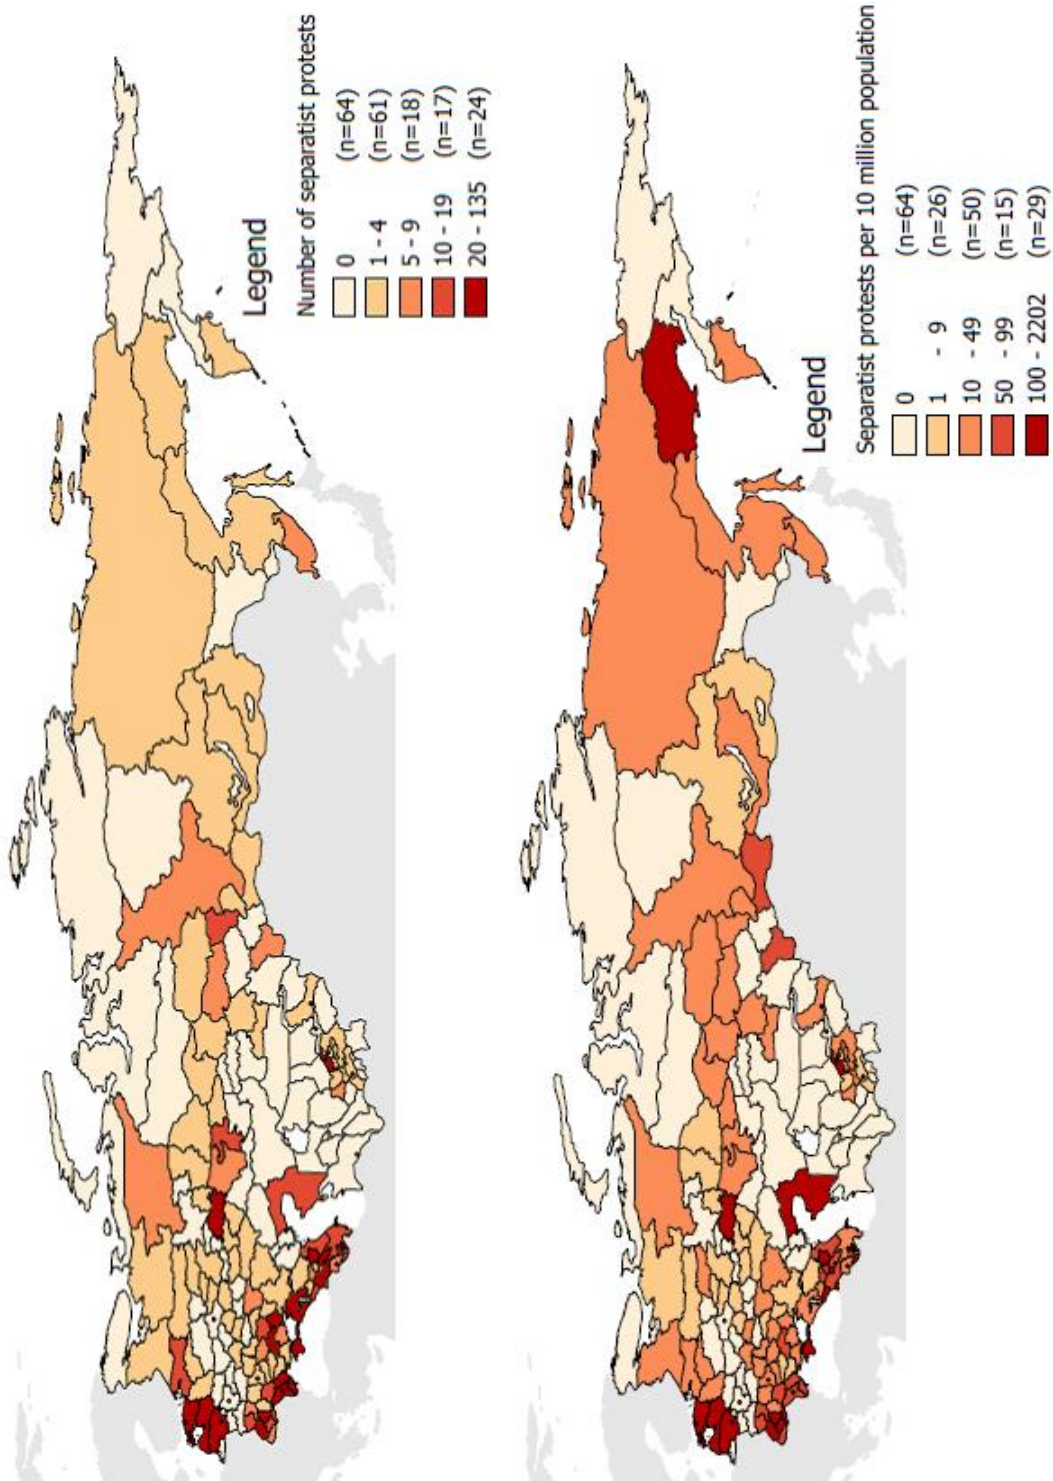 Legend
Number of separatist protests
0 (n=64)
1 - 4 (n=61)
5 - 9 (n=18)
10 - 19 (n=17)
20 - 135 (n=24)
Legend
Separatist protests per 10 million population
0 (n=64)
1 - 9 (n=26)
10 - 49 (n=50)
50 - 99 (n=15)
100 - 2202 (n=29)